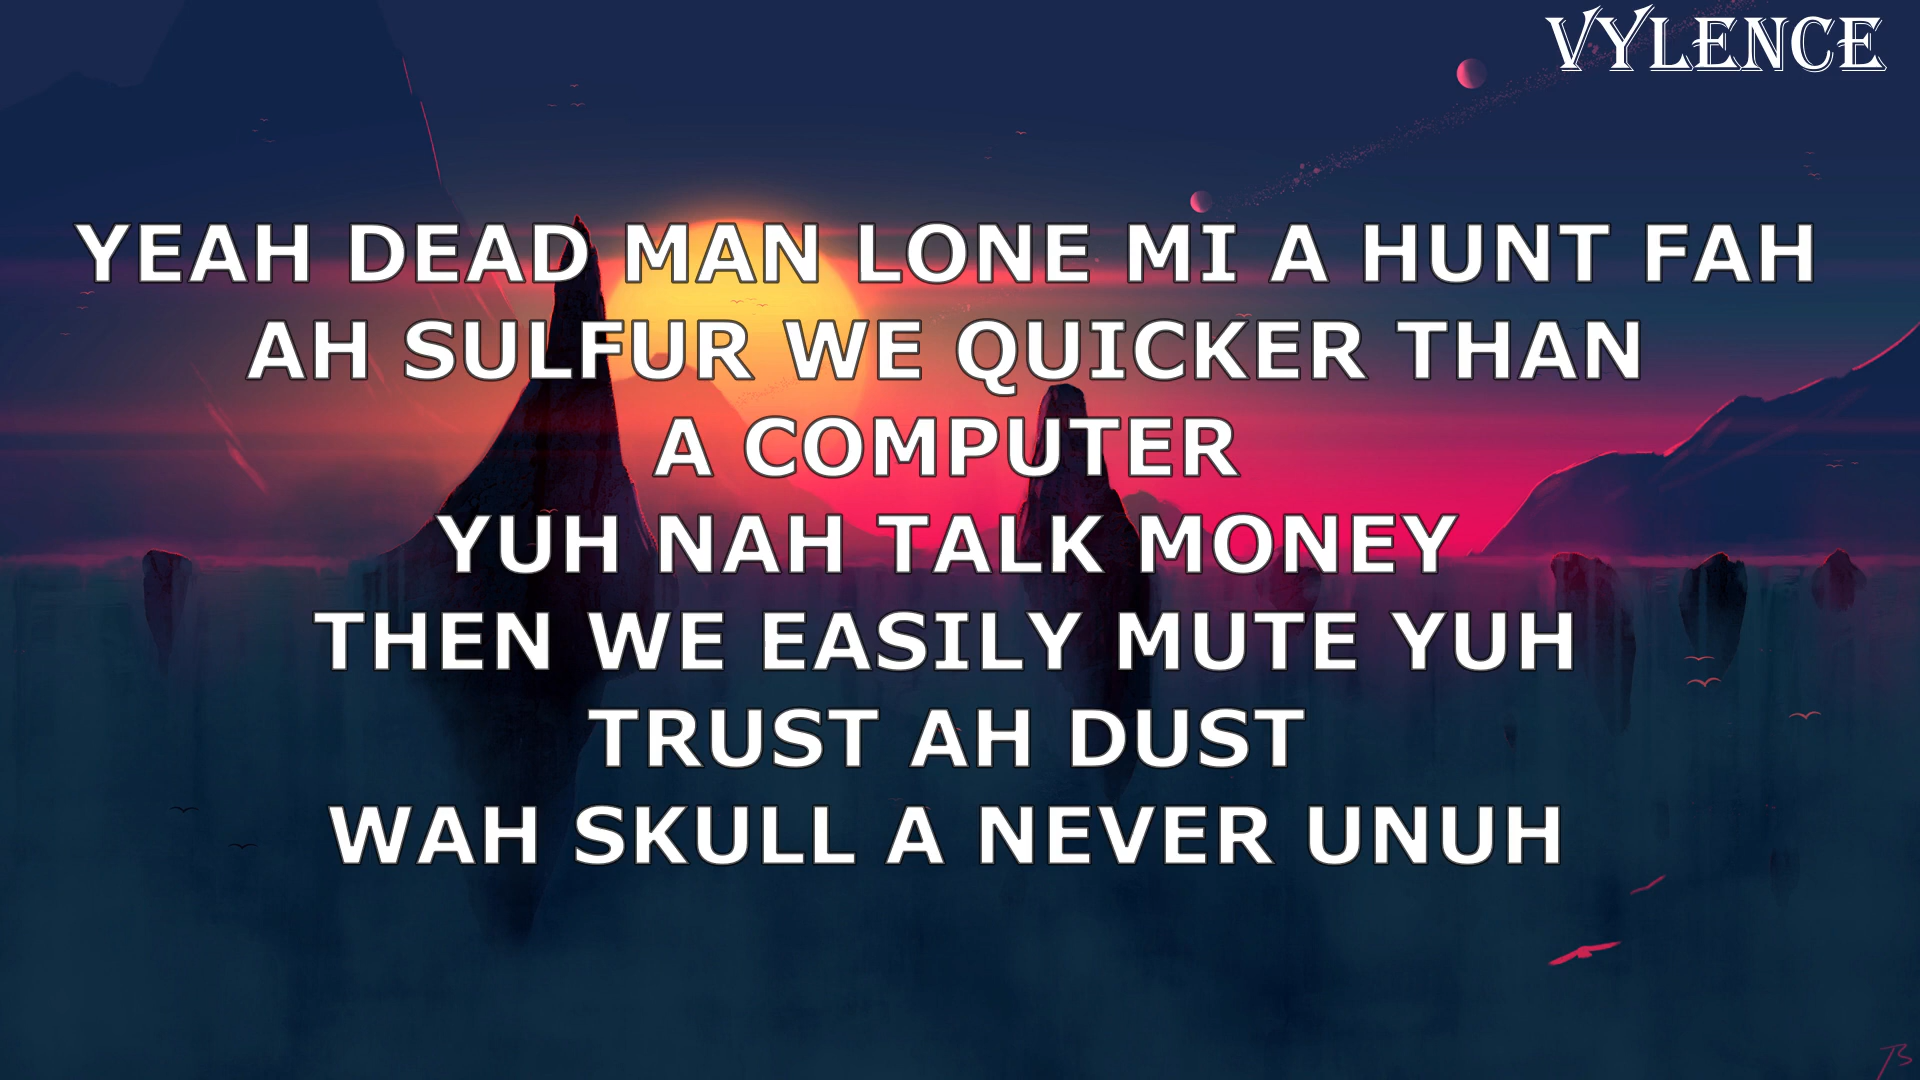 VYLENCE
YEAH DEAD MAN LONE MI A HUNT FAH
AH SULFUR WE QUICKER THAN
A COMPUTER
YUH NAH TALK MONEY
THEN WE EASILY MUTE YUH
TRUST AH DUST
WAH SKULL A NEVER UNUH
TB